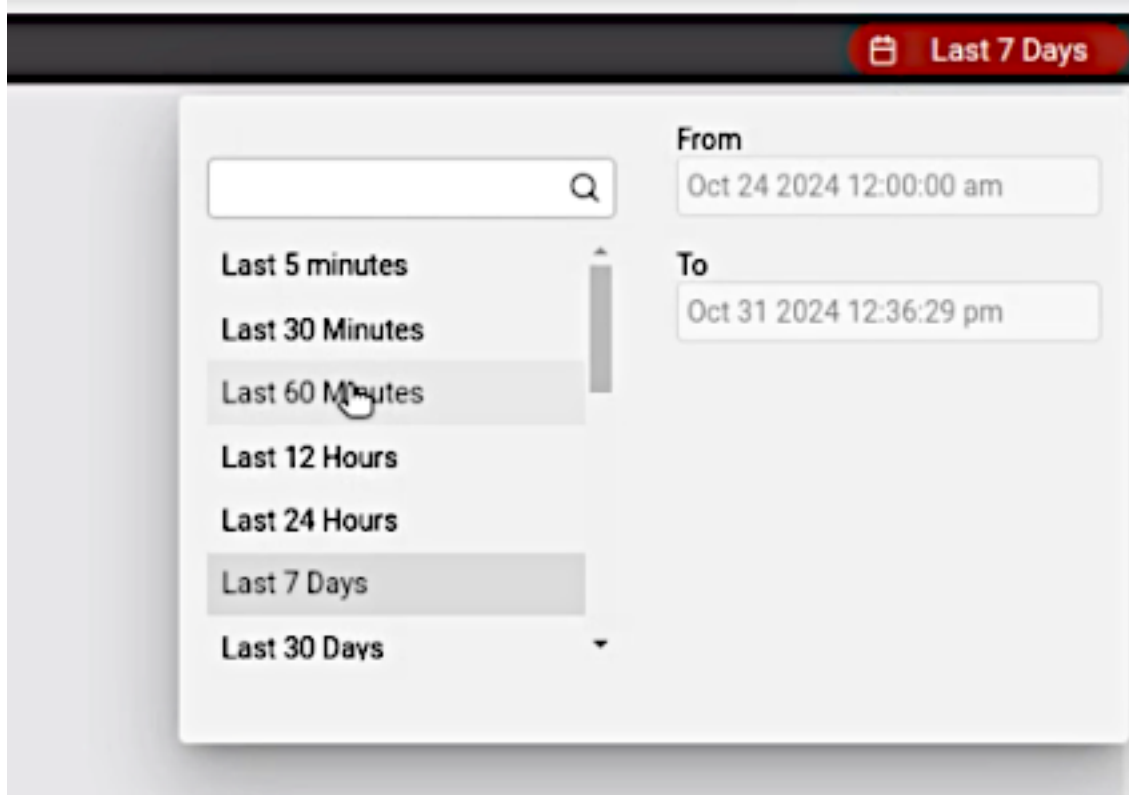 Last 7 Days
From
Oct 24 2024 12:00:00 am
To
Oct 31 2024 12:36:29 pm
Last 5 minutes
Last 30 Minutes
Last 60 Minutes
Last 12 Hours
Last 24 Hours
Last 7 Days
Last 30 Days